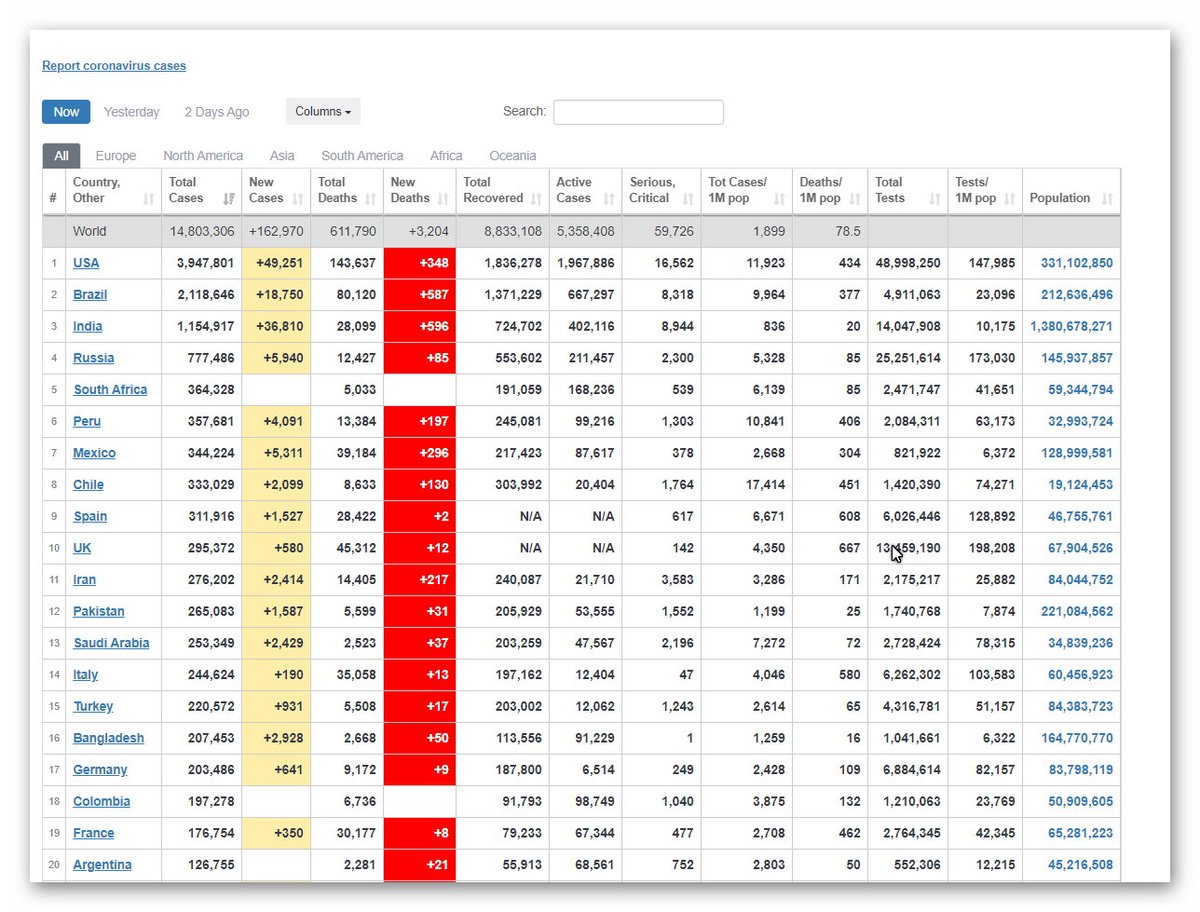 Report coronavirus cases
Now Yesterday 2 Days Ago Columns Search:
All Europe North America Asia South America Africa Oceania
# Country, Other Total Cases New Cases Total Deaths New Deaths Total Recovered Active Cases Serious, Critical Tot Cases/ 1M pop Deaths/ 1M pop Total Tests Tests/ 1M pop Population
World 14,803,306 +162,970 611,790 +3,204 8,833,108 5,358,408 59,726 1,899 78.5
1 USA 3,947,801 +49,251 143,637 +348 1,836,278 1,967,886 16,562 11,923 434 48,998,250 147,985 331,102,850
2 Brazil 2,118,646 +18,750 80,120 +587 1,371,229 667,297 8,318 9,964 377 4,911,063 23,096 212,636,496
3 India 1,154,917 +36,810 28,099 +596 724,702 402,116 8,944 836 20 14,047,908 10,175 1,380,678,271
4 Russia 777,486 +5,940 12,427 +85 553,602 211,457 2,300 5,328 85 25,251,614 173,030 145,937,857
5 South Africa 364,328 5,033 191,059 168,236 539 6,139 85 2,471,747 41,651 59,344,794
6 Peru 357,681 +4,091 13,384 +197 245,081 99,216 1,303 10,841 406 2,084,311 63,173 32,993,724
7 Mexico 344,224 +5,311 39,184 +296 217,423 87,617 378 2,668 304 821,922 6,372 128,999,581
8 Chile 333,029 +2,099 8,633 +130 303,992 20,404 1,764 17,414 451 1,420,390 74,271 19,124,453
9 Spain 311,916 +1,527 28,422 +2 N/A N/A 617 6,671 608 6,026,446 128,892 46,755,761
10 UK 295,372 +580 45,312 +12 N/A N/A 142 4,350 667 198,208 67,904,526
11 Iran 276,202 +2,414 14,405 +217 240,087 21,710 3,583 3,286 171 2,175,217 25,882 84,044,752
12 Pakistan 265,083 +1,587 5,599 +31 205,929 53,555 1,552 1,199 25 1,740,768 7,874 221,084,562
13 Saudi Arabia 253,349 +2,429 2,523 +37 203,259 47,567 2,196 7,272 72 2,728,424 78,315 34,839,236
14 Italy 244,624 +190 35,058 +13 197,162 12,404 47 4,046 580 6,262,302 103,583 60,456,923
15 Turkey 220,572 +931 5,508 +17 203,002 12,062 1,243 2,614 65 4,316,781 51,157 84,383,723
16 Bangladesh 207,453 +2,928 2,668 +50 113,556 91,229 1 1,259 16 1,041,661 6,322 164,770,770
17 Germany 203,486 +641 9,172 +9 187,800 6,514 249 2,428 109 6,884,614 82,157 83,798,119
18 Colombia 197,278 6,736 91,793 98,749 1,040 3,875 132 1,210,063 23,769 50,909,605
19 France 176,754 +350 30,177 +8 79,233 67,344 477 2,708 462 2,764,345 42,345 65,281,223
20 Argentina 126,755 2,281 +21 55,913 68,561 752 2,803 50 552,306 12,215 45,216,508